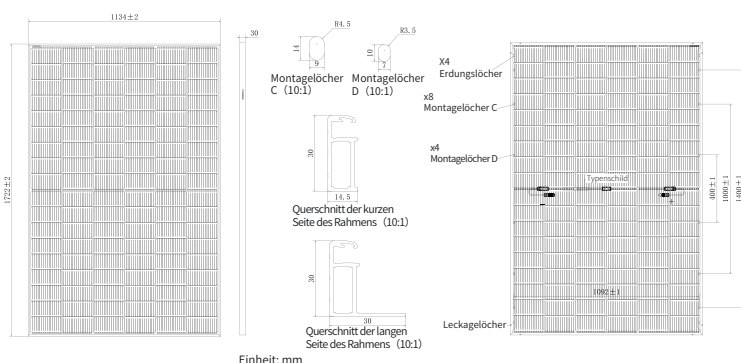 1134±2
1722±2
30
R4.5
14
9
Montagelöcher
C（10:1）
R3.5
10
7
Montagelöcher
D（10:1）
30
14.5
Querschnitt der kurzen
Seite des Rahmens（10:1）
30
30
Querschnitt der langen
Seite des Rahmens（10:1）
Einheit: mm
X4
Erdungslöcher
x8
Montagelöcher C
x4
Montagelöcher D
Typenschild
-
+
1092±1
Leckagelöcher
400±1
1000±1
1400±1